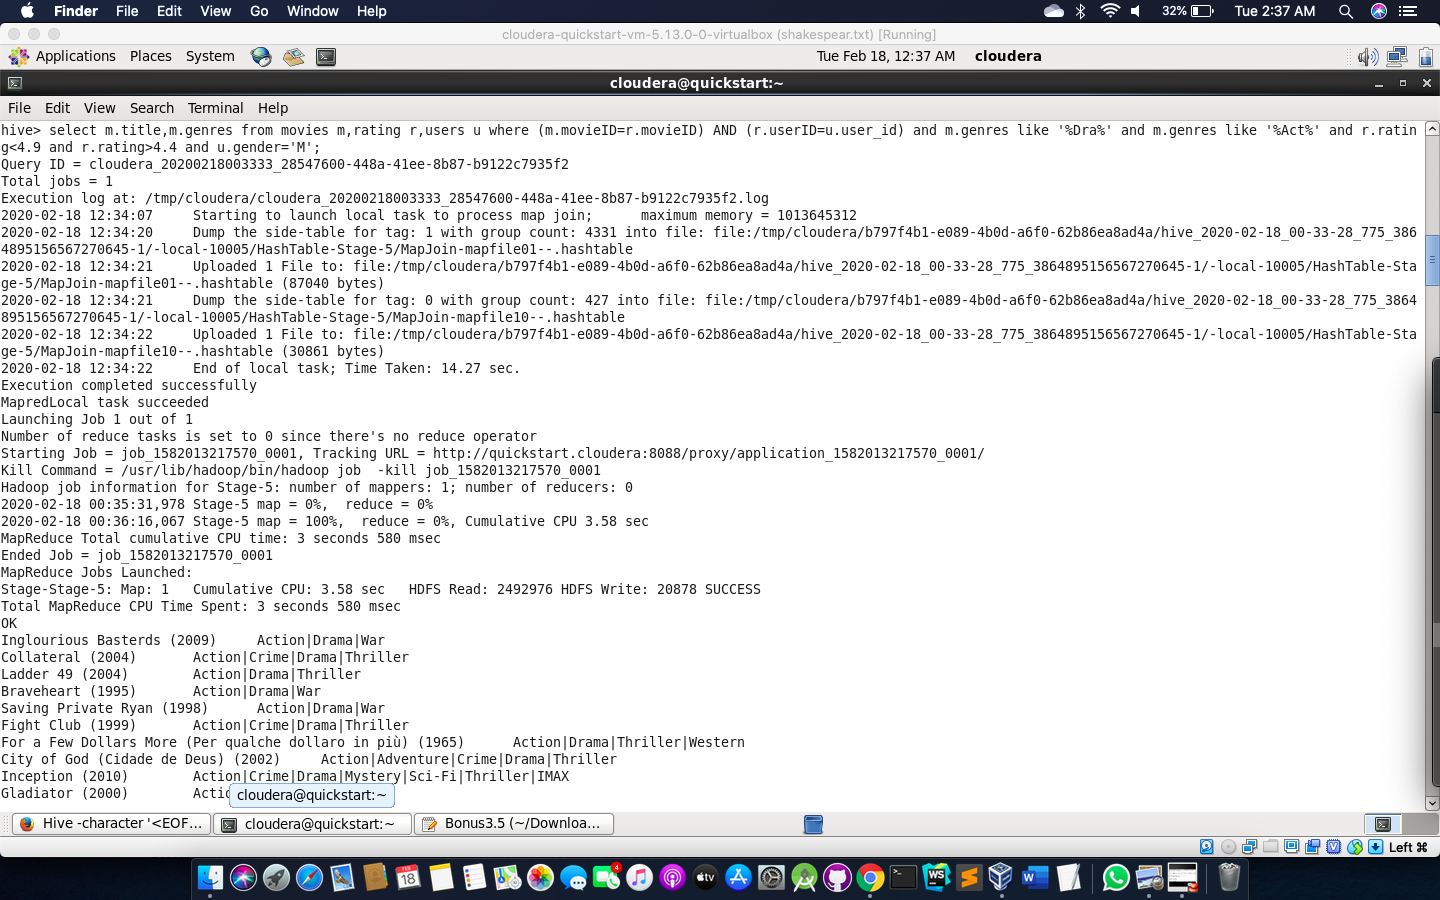 Finder File Edit View Go Window Help 32% Tue 2:37 AM
cloudera-quickstart-vm-5.13.0-0-virtualbox (shakespear.txt) [Running]
Applications Places System Tue Feb 18, 12:37 AM cloudera
cloudera@quickstart:~
File Edit View Search Terminal Help
hive> select m.title,m.genres from movies m,rating r,users u where (m.movieID=r.movieID) AND (r.userID=u.user_id) and m.genres like '%Dra%' and m.genres like '%Act%' and r.ratin
g<4.9 and r.rating>4.4 and u.gender='M';
Query ID = cloudera_20200218003333_28547600-448a-41ee-8b87-b9122c7935f2
Total jobs = 1
Execution log at: /tmp/cloudera/cloudera_20200218003333_28547600-448a-41ee-8b87-b9122c7935f2.log
2020-02-18 12:34:07 Starting to launch local task to process map join; maximum memory = 1013645312
2020-02-18 12:34:20 Dump the side-table for tag: 1 with group count: 4331 into file: file:/tmp/cloudera/b797f4b1-e089-4b0d-a6f0-62b86ea8ad4a/hive_2020-02-18_00-33-28_775_386
4895156567270645-1/-local-10005/HashTable-Stage-5/MapJoin-mapfile01--.hashtable
2020-02-18 12:34:21 Uploaded 1 File to: file:/tmp/cloudera/b797f4b1-e089-4b0d-a6f0-62b86ea8ad4a/hive_2020-02-18_00-33-28_775_3864895156567270645-1/-local-10005/HashTable-Sta
ge-5/MapJoin-mapfile01--.hashtable (87040 bytes)
2020-02-18 12:34:21 Dump the side-table for tag: 0 with group count: 427 into file: file:/tmp/cloudera/b797f4b1-e089-4b0d-a6f0-62b86ea8ad4a/hive_2020-02-18_00-33-28_775_3864
895156567270645-1/-local-10005/HashTable-Stage-5/MapJoin-mapfile10--.hashtable
2020-02-18 12:34:22 Uploaded 1 File to: file:/tmp/cloudera/b797f4b1-e089-4b0d-a6f0-62b86ea8ad4a/hive_2020-02-18_00-33-28_775_3864895156567270645-1/-local-10005/HashTable-Sta
ge-5/MapJoin-mapfile10--.hashtable (30861 bytes)
2020-02-18 12:34:22 End of local task; Time Taken: 14.27 sec.
Execution completed successfully
MapredLocal task succeeded
Launching Job 1 out of 1
Number of reduce tasks is set to 0 since there's no reduce operator
Starting Job = job_1582013217570_0001, Tracking URL = http://quickstart.cloudera:8088/proxy/application_1582013217570_0001/
Kill Command = /usr/lib/hadoop/bin/hadoop job  -kill job_1582013217570_0001
Hadoop job information for Stage-5: number of mappers: 1; number of reducers: 0
2020-02-18 00:35:31,978 Stage-5 map = 0%,  reduce = 0%
2020-02-18 00:36:16,067 Stage-5 map = 100%,  reduce = 0%, Cumulative CPU 3.58 sec
MapReduce Total cumulative CPU time: 3 seconds 580 msec
Ended Job = job_1582013217570_0001
MapReduce Jobs Launched:
Stage-Stage-5: Map: 1   Cumulative CPU: 3.58 sec   HDFS Read: 2492976 HDFS Write: 20878 SUCCESS
Total MapReduce CPU Time Spent: 3 seconds 580 msec
OK
Inglourious Basterds (2009) Action|Drama|War
Collateral (2004) Action|Crime|Drama|Thriller
Ladder 49 (2004) Action|Drama|Thriller
Braveheart (1995) Action|Drama|War
Saving Private Ryan (1998) Action|Drama|War
Fight Club (1999) Action|Crime|Drama|Thriller
For a Few Dollars More (Per qualche dollaro in più) (1965) Action|Drama|Thriller|Western
City of God (Cidade de Deus) (2002) Action|Adventure|Crime|Drama|Thriller
Inception (2010) Action|Crime|Drama|Mystery|Sci-Fi|Thriller|IMAX
Gladiator (2000)
cloudera@quickstart:~
Hive -character '<EOF... cloudera@quickstart:~ Bonus3.5 (~/Downloa...
Left ⌘